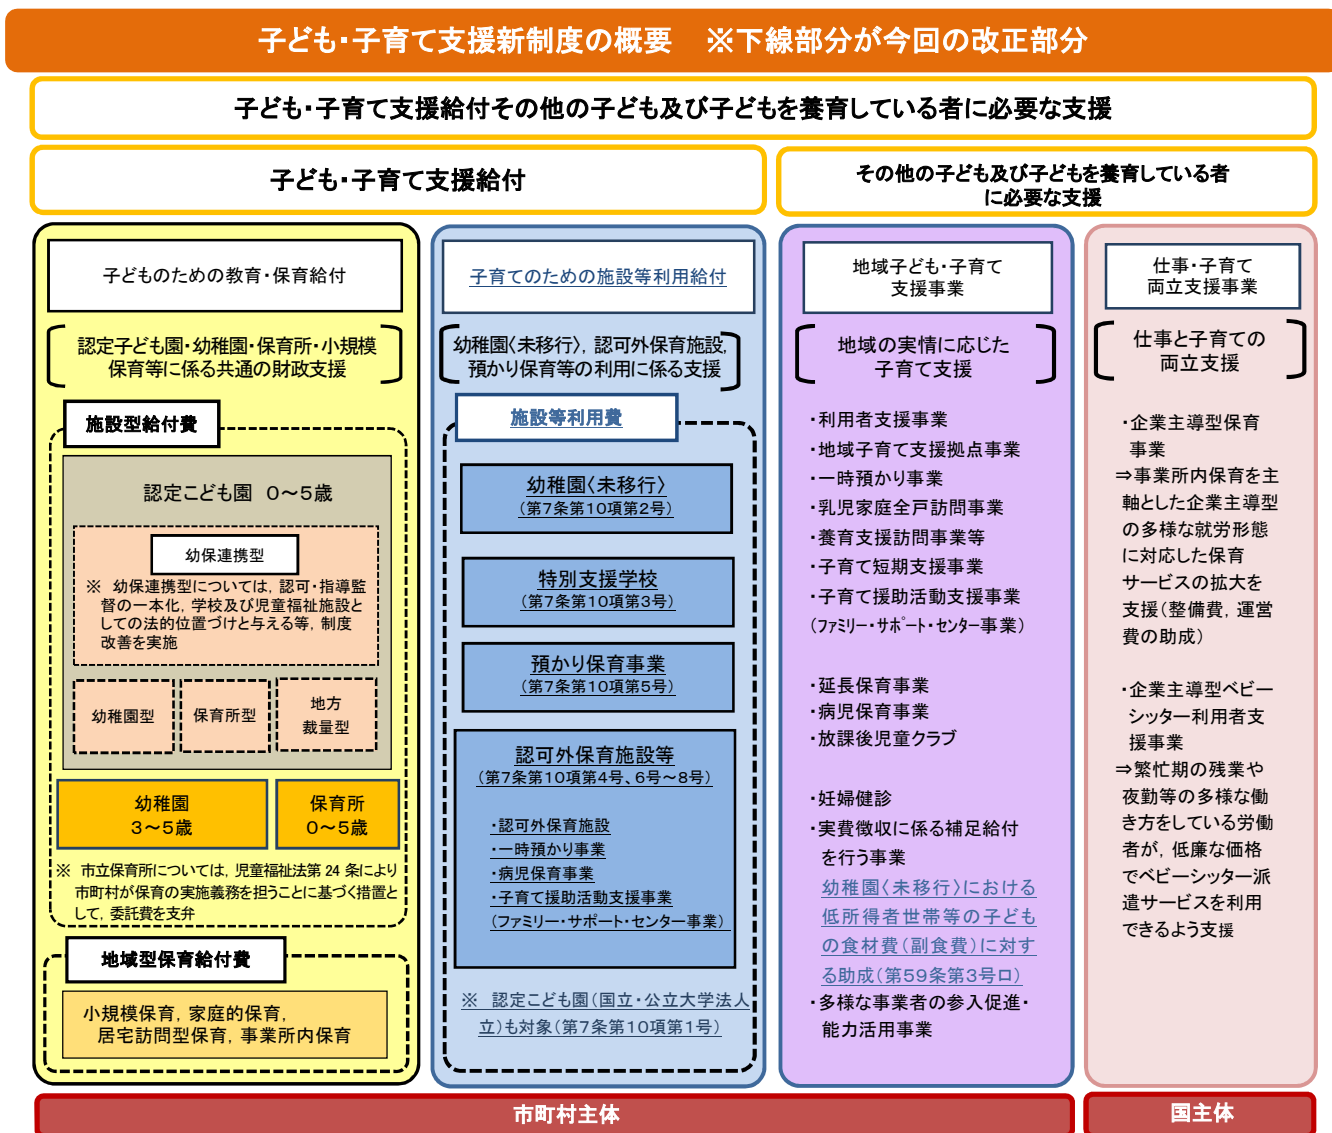 子ども・子育て支援新制度の概要　※下線部分が今回の改正部分
子ども・子育て支援給付その他の子ども及び子どもを養育している者に必要な支援
子ども・子育て支援給付
その他の子ども及び子どもを養育している者
に必要な支援
子どものための教育・保育給付
認定子ども園・幼稚園・保育所・小規模
保育等に係る共通の財政支援
施設型給付費
認定こども園　０～５歳
幼保連携型
※　幼保連携型については，認可・指導監
督の一本化，学校及び児童福祉施設と
しての法的位置づけと与える等，制度
改善を実施
幼稚園型
保育所型
地方
裁量型
幼稚園
３～５歳
保育所
０～５歳
※　市立保育所については，児童福祉法第 24 条により
市町村が保育の実施義務を担うことに基づく措置と
して，委託費を支弁
地域型保育給付費
小規模保育，家庭的保育，
居宅訪問型保育，事業所内保育
子育てのための施設等利用給付
幼稚園〈未移行〉，認可外保育施設，
預かり保育等の利用に係る支援
施設等利用費
幼稚園〈未移行〉
（第７条第１０項第２号）
特別支援学校
（第７条第１０項第３号）
預かり保育事業
（第７条第１０項第５号）
認可外保育施設等
（第７条第１０項第４号、６号～８号）
・認可外保育施設
・一時預かり事業
・病児保育事業
・子育て援助活動支援事業
（ファミリー・サポート・センター事業）
※　認定こども園（国立・公立大学法人
立）も対象（第７条第１０項第１号）
地域子ども・子育て
支援事業
地域の実情に応じた
子育て支援
・利用者支援事業
・地域子育て支援拠点事業
・一時預かり事業
・乳児家庭全戸訪問事業
・養育支援訪問事業等
・子育て短期支援事業
・子育て援助活動支援事業
（ﾌｧﾐﾘｰ・ｻﾎﾟｰﾄ・ｾﾝﾀｰ事業）
・延長保育事業
・病児保育事業
・放課後児童クラブ
・妊婦健診
・実費徴収に係る補足給付
を行う事業
幼稚園〈未移行〉における
低所得者世帯等の子ども
の食材費（副食費）に対す
る助成（第５９条第３号ロ）
・多様な事業者の参入促進・
能力活用事業
仕事・子育て
両立支援事業
仕事と子育ての
両立支援
・企業主導型保育
事業
⇒事業所内保育を主
軸とした企業主導型
の多様な就労形態
に対応した保育
サービスの拡大を
支援（整備費，運営
費の助成）
・企業主導型ベビー
シッター利用者支
援事業
⇒繁忙期の残業や
夜勤等の多様な働
き方をしている労働
者が，低廉な価格
でベビーシッター派
遣サービスを利用
できるよう支援
市町村主体
国主体